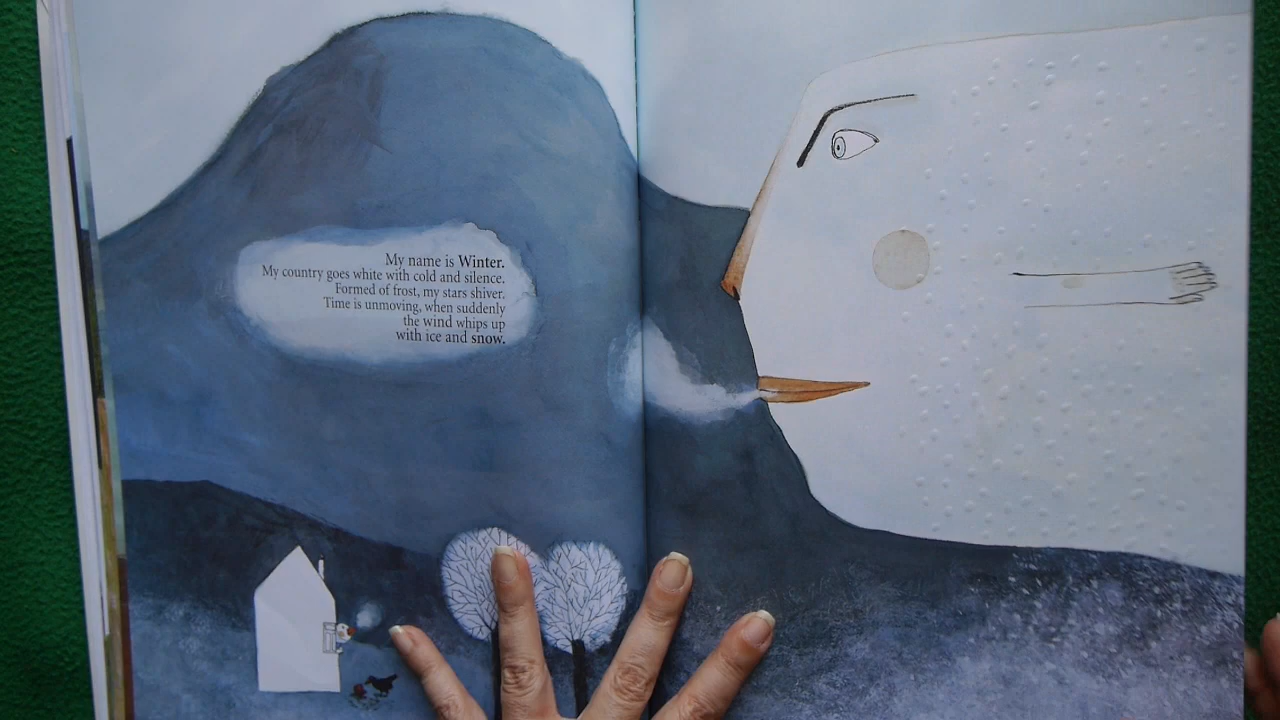 My name is Winter.
My country goes white with cold and silence.
Formed of frost, my stars shiver.
Time is unmoving, when suddenly
the wind whips up
with ice and snow.